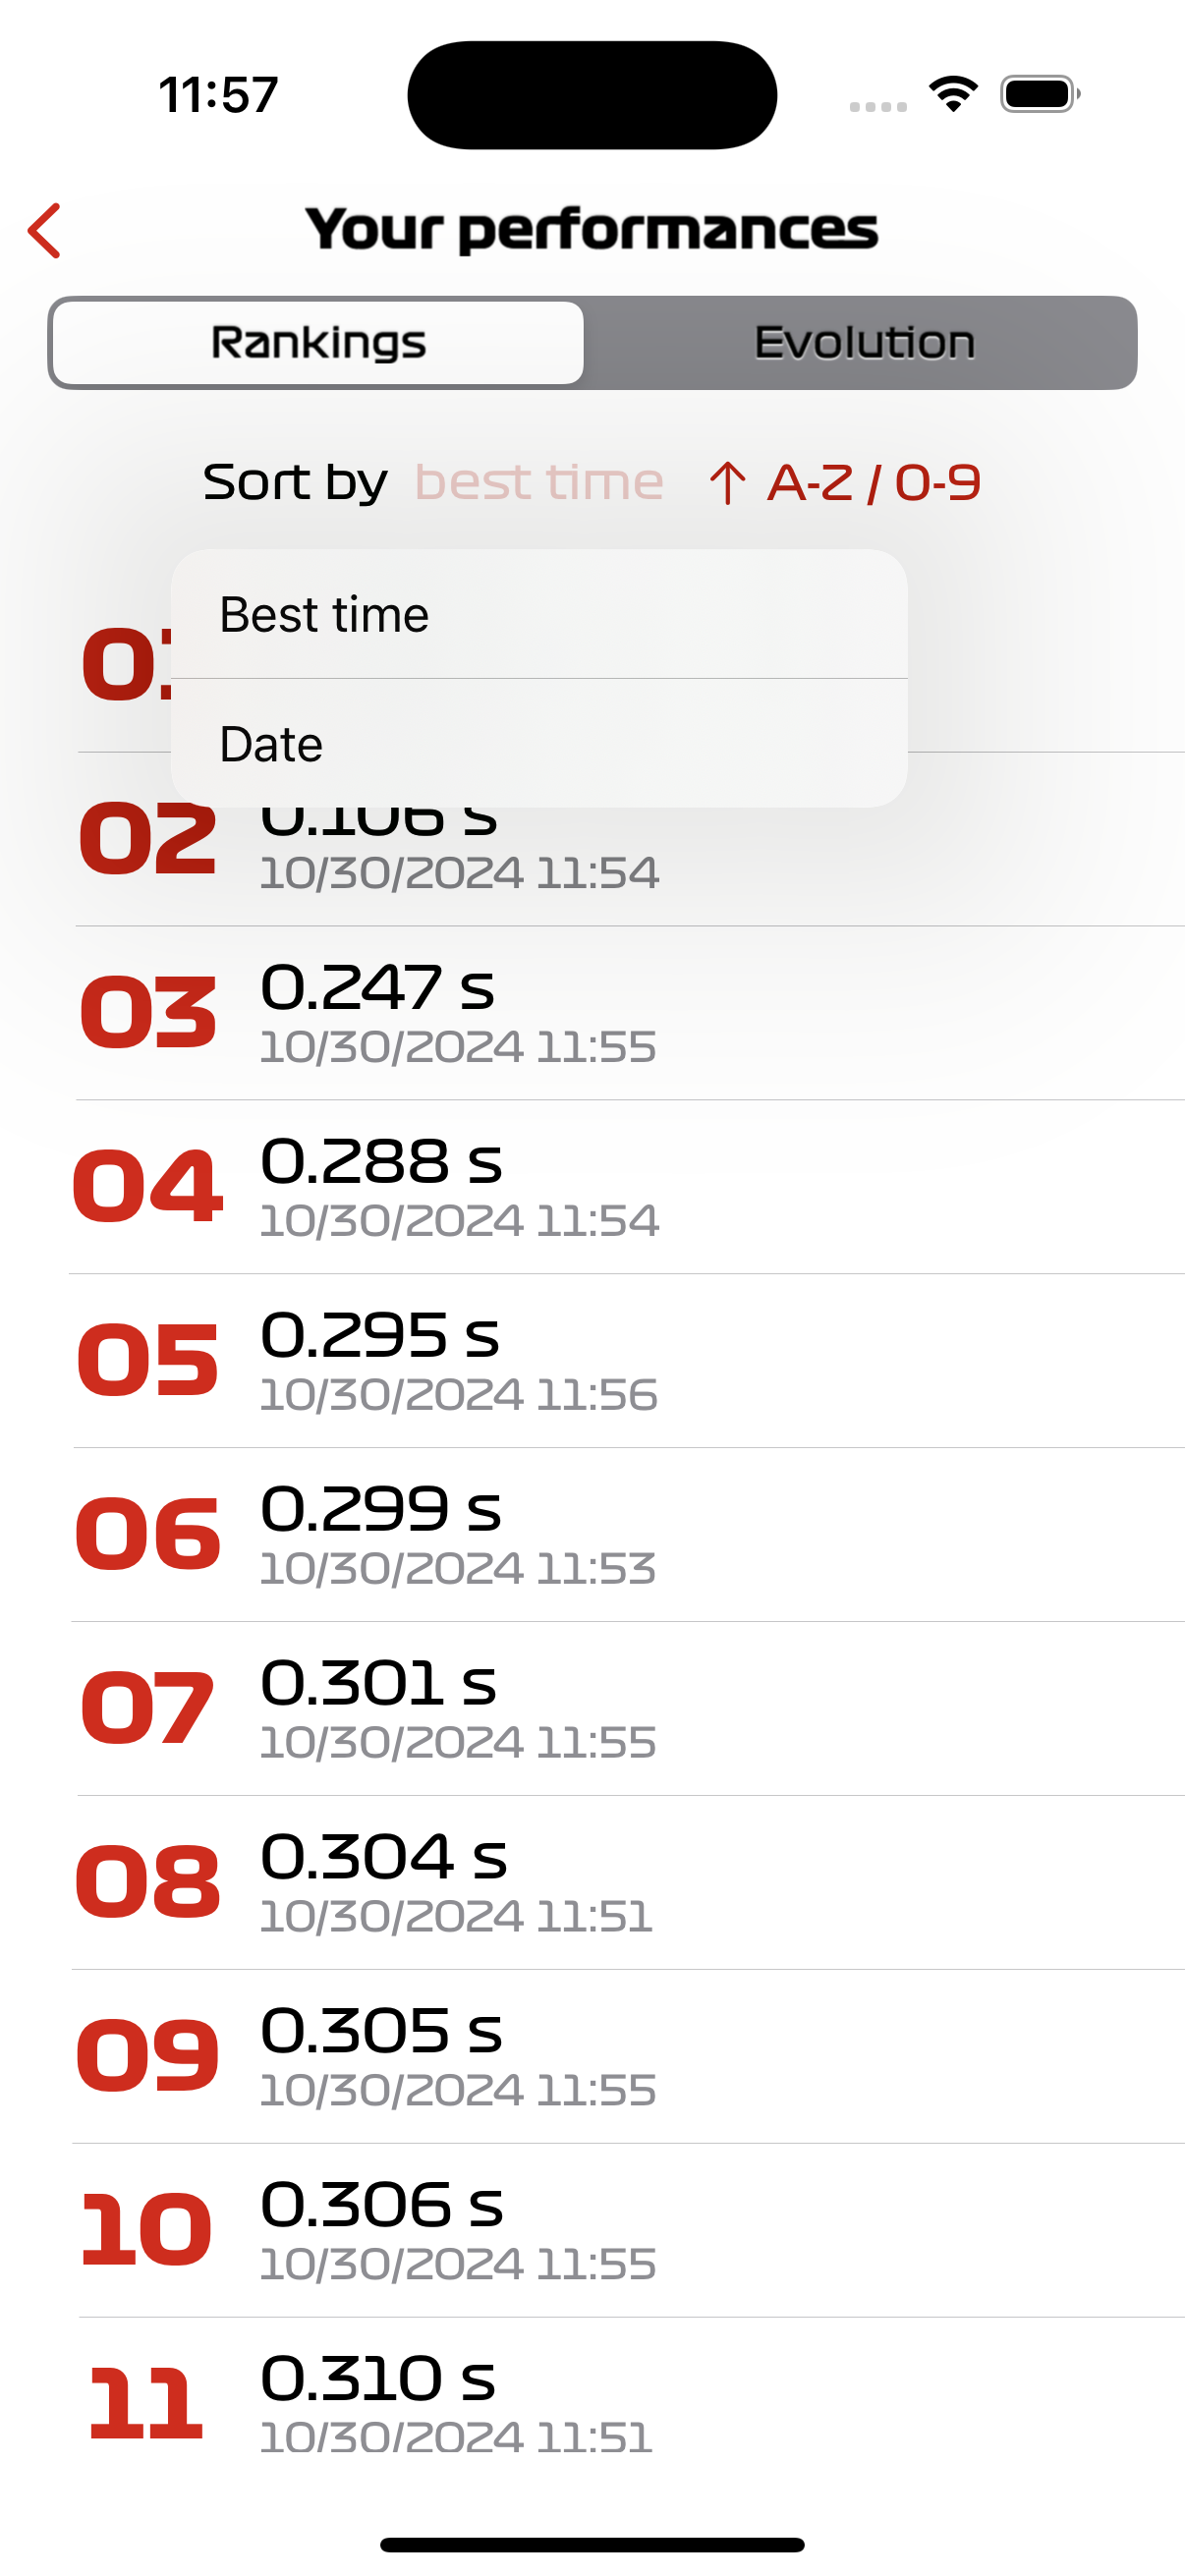 11:57
Your performances
Rankings Evolution
Sort by best time ↑ A-Z / 0-9
Best time
Date
02 0.106 s
10/30/2024 11:54
03 0.247 s
10/30/2024 11:55
04 0.288 s
10/30/2024 11:54
05 0.295 s
10/30/2024 11:56
06 0.299 s
10/30/2024 11:53
07 0.301 s
10/30/2024 11:55
08 0.304 s
10/30/2024 11:51
09 0.305 s
10/30/2024 11:55
10 0.306 s
10/30/2024 11:55
11 0.310 s
10/30/2024 11:51